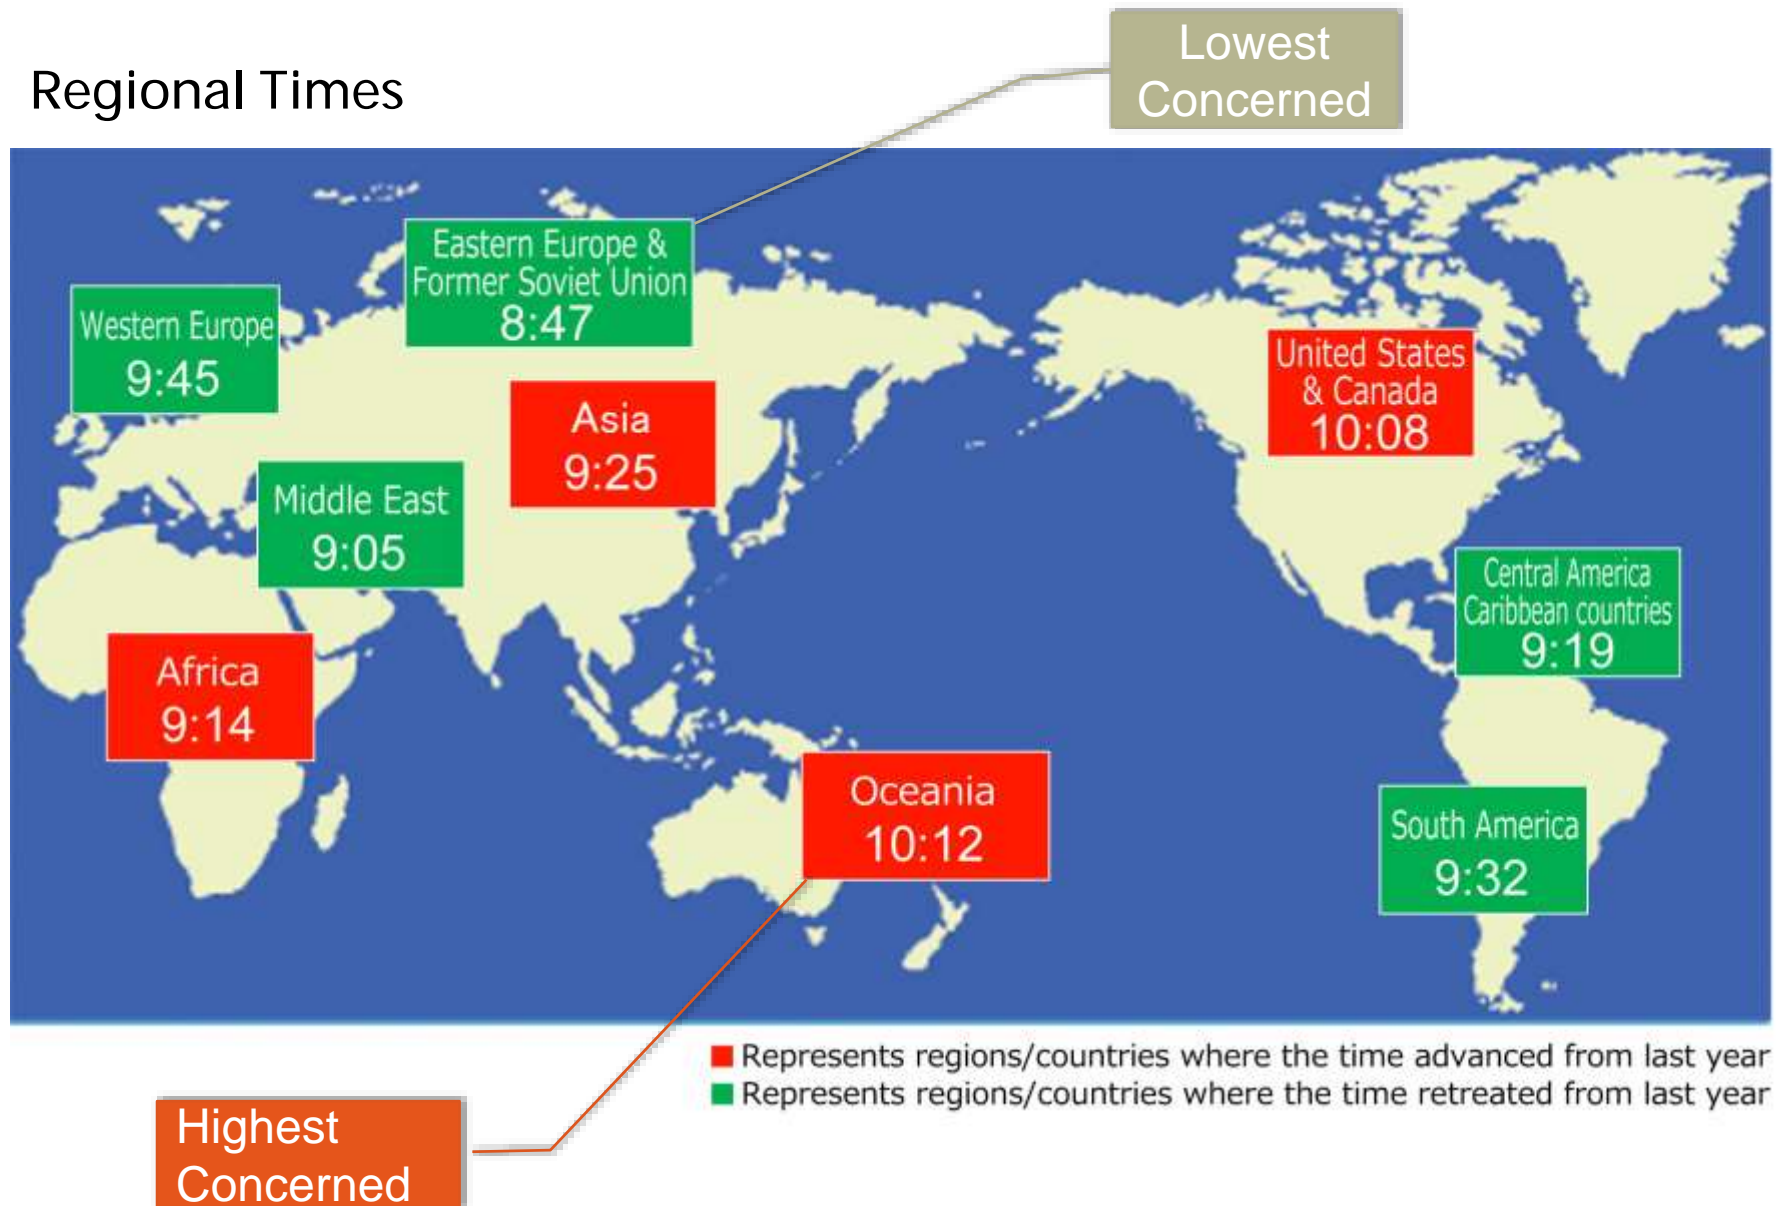 Lowest
Concerned
Regional Times
Eastern Europe &
Former Soviet Union
8:47
Western Europe
9:45
United States
& Canada
10:08
Asia
9:25
Middle East
9:05
Central America
Caribbean countries
9:19
Africa
9:14
Oceania
10:12
South America
9:32
Represents regions/countries where the time advanced from last year
Represents regions/countries where the time retreated from last year
Highest
Concerned